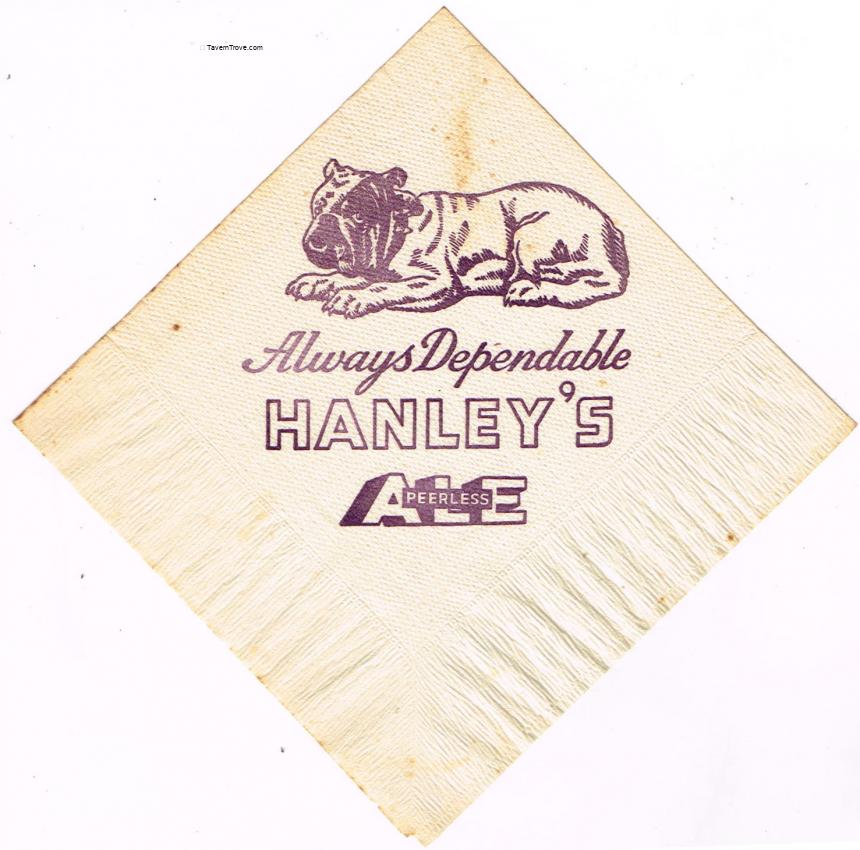 TavernTrove.com
Always Dependable
HANLEY'S
PEERLESS
ALE